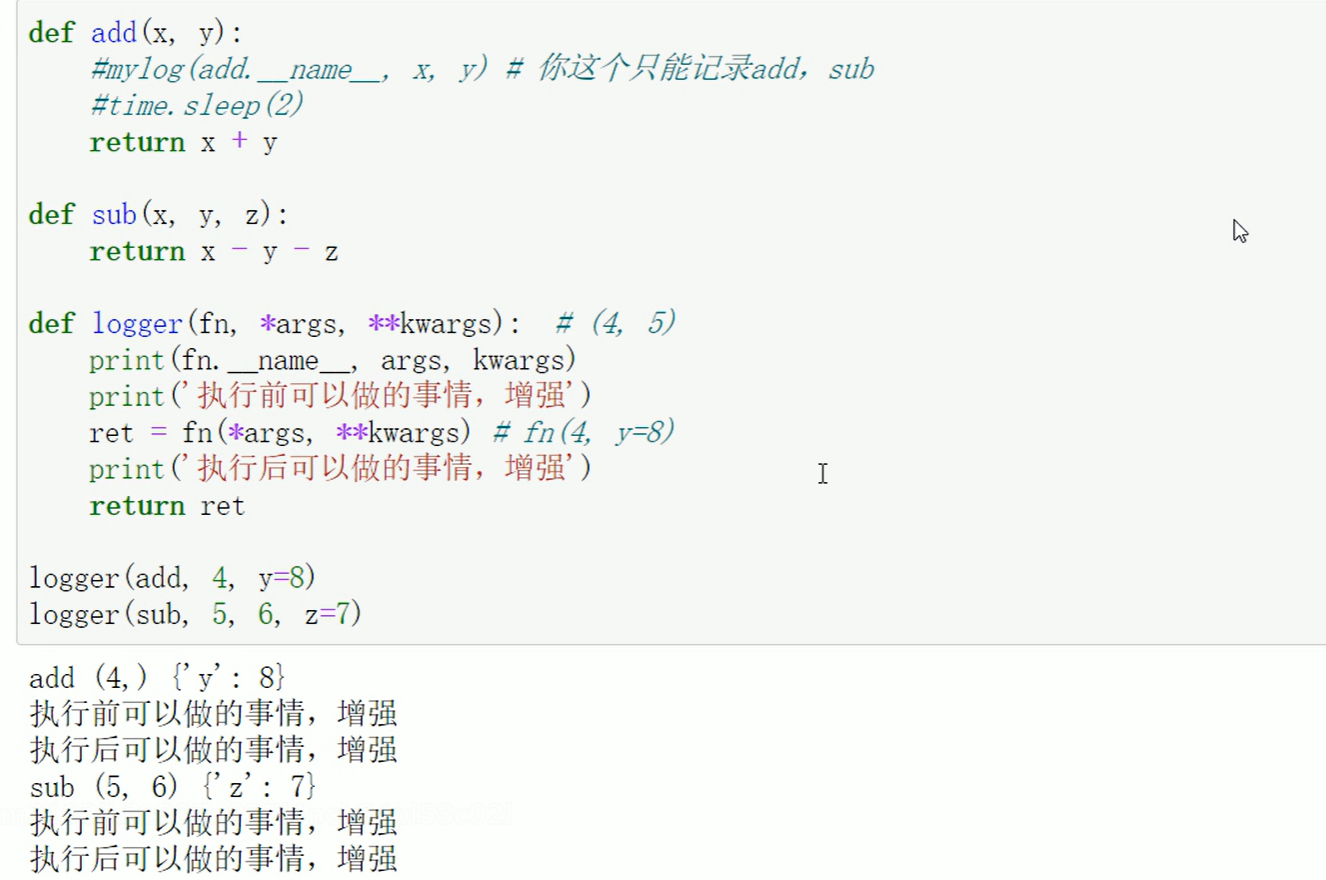 def add(x, y):
    #mylog(add.__name__, x, y) # 你这个只能记录add，sub
    #time.sleep(2)
    return x + y
def sub(x, y, z):
    return x - y - z
def logger(fn, *args, **kwargs):  # (4, 5)
    print(fn.__name__, args, kwargs)
    print('执行前可以做的事情，增强')
    ret = fn(*args, **kwargs) # fn(4, y=8)
    print('执行后可以做的事情，增强')
    return ret
logger(add, 4, y=8)
logger(sub, 5, 6, z=7)
add (4,) {'y': 8}
执行前可以做的事情，增强
执行后可以做的事情，增强
sub (5, 6) {'z': 7}
执行前可以做的事情，增强
执行后可以做的事情，增强